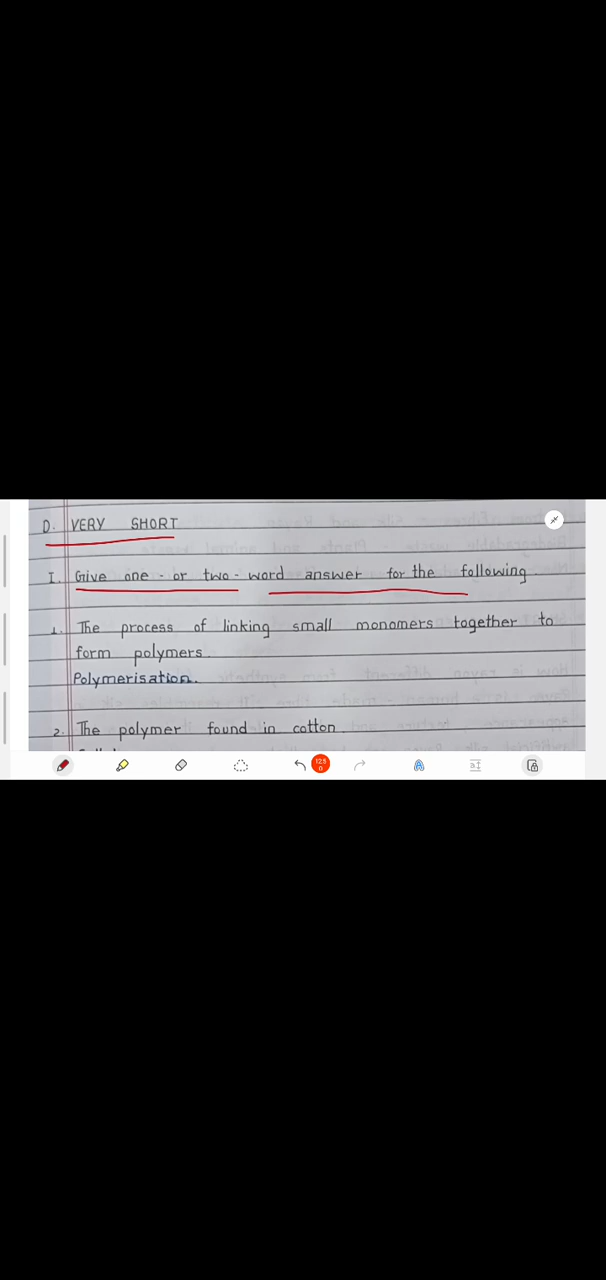 D. VERY SHORT
I. Give one - or two - word answer for the following
1. The process of linking small monomers together to
form polymers.
Polymerisation.
2. The polymer found in cotton